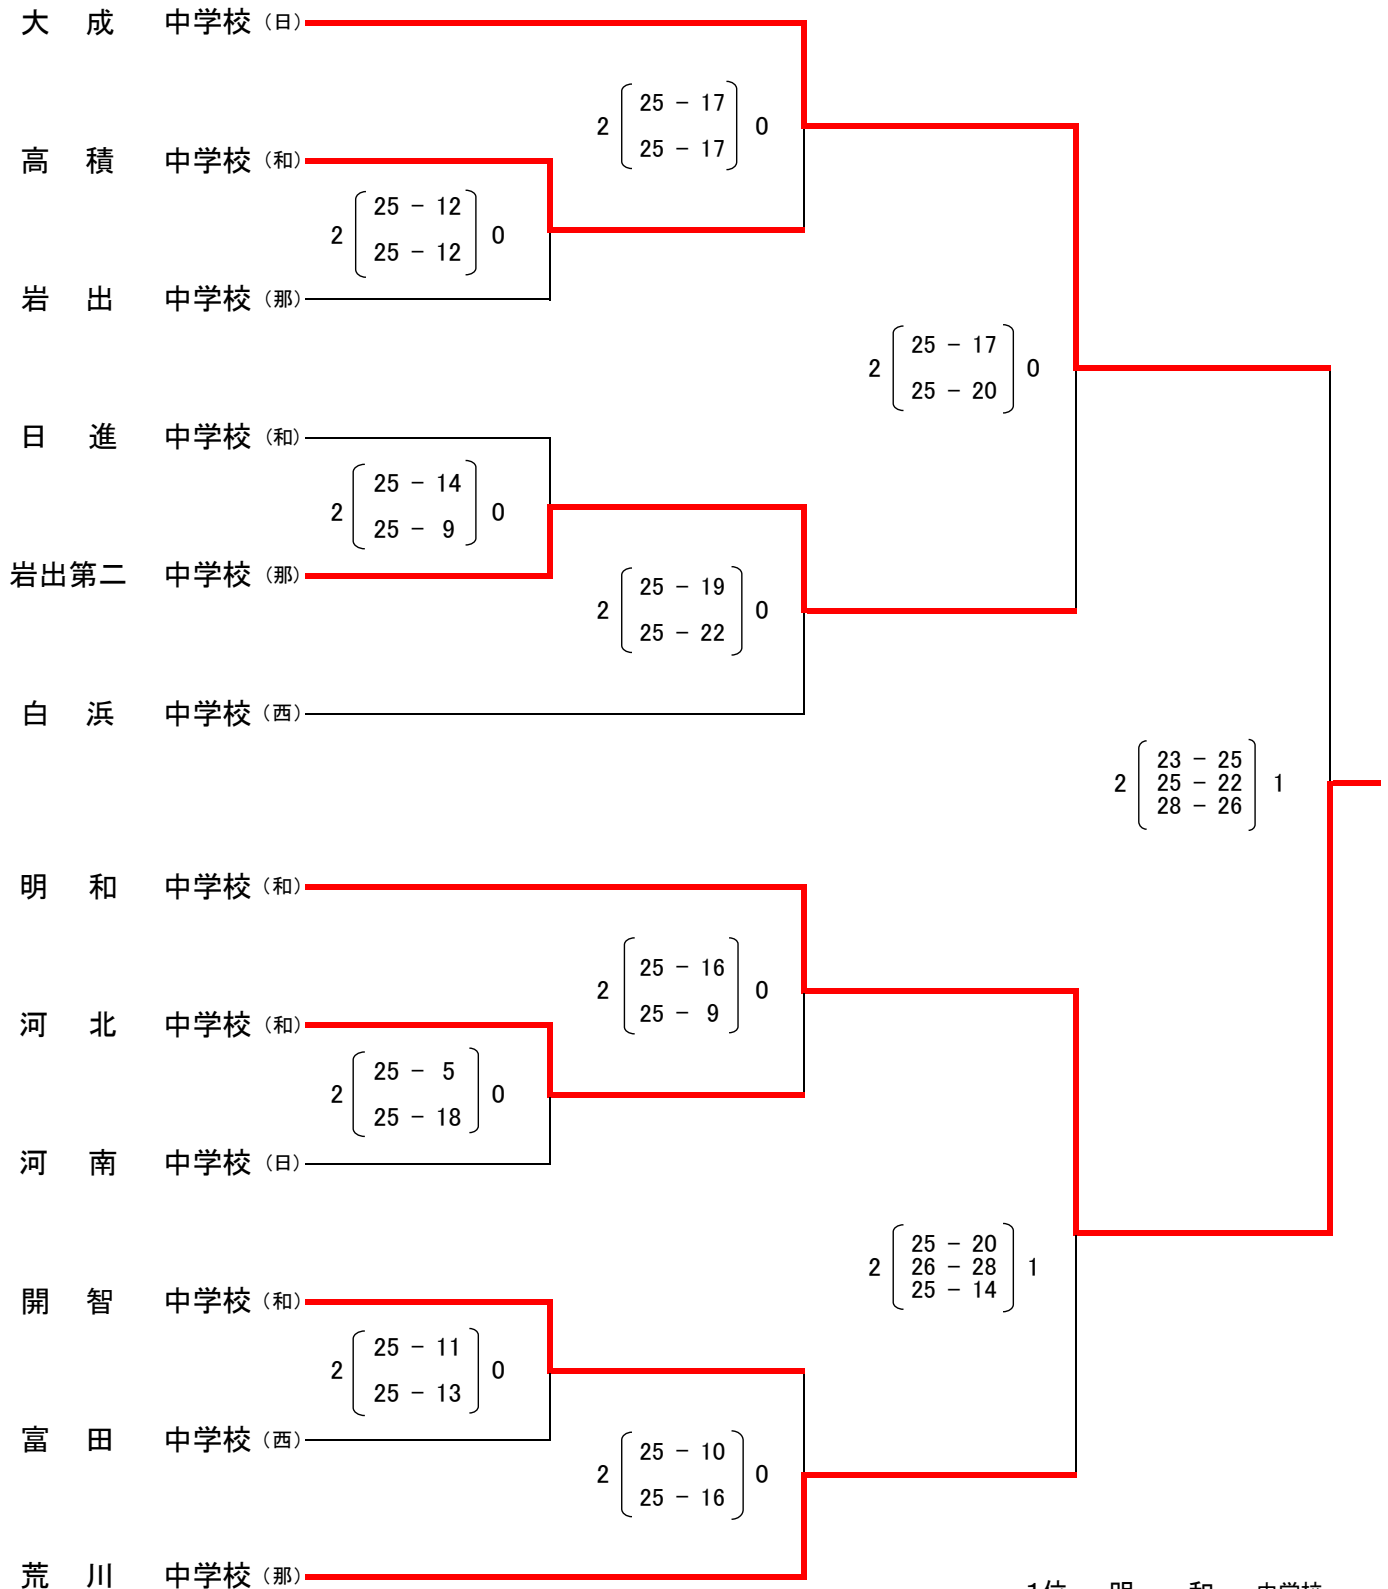 大 成 中学校 (日)
2 25 - 17 0
25 - 17
高 積 中学校 (和)
2 25 - 12 0
25 - 12
岩 出 中学校 (那)
2 25 - 17 0
25 - 20
日 進 中学校 (和)
2 25 - 14 0
25 - 9
岩出第二 中学校 (那)
2 25 - 19 0
25 - 22
白 浜 中学校 (西)
23 - 25
2 25 - 22 1
28 - 26
明 和 中学校 (和)
2 25 - 16 0
25 - 9
河 北 中学校 (和)
2 25 - 5 0
25 - 18
河 南 中学校 (日)
25 - 20
2 26 - 28 1
25 - 14
開 智 中学校 (和)
2 25 - 11 0
25 - 13
富 田 中学校 (西)
2 25 - 10 0
25 - 16
荒 川 中学校 (那)
1位 明 和 中学校